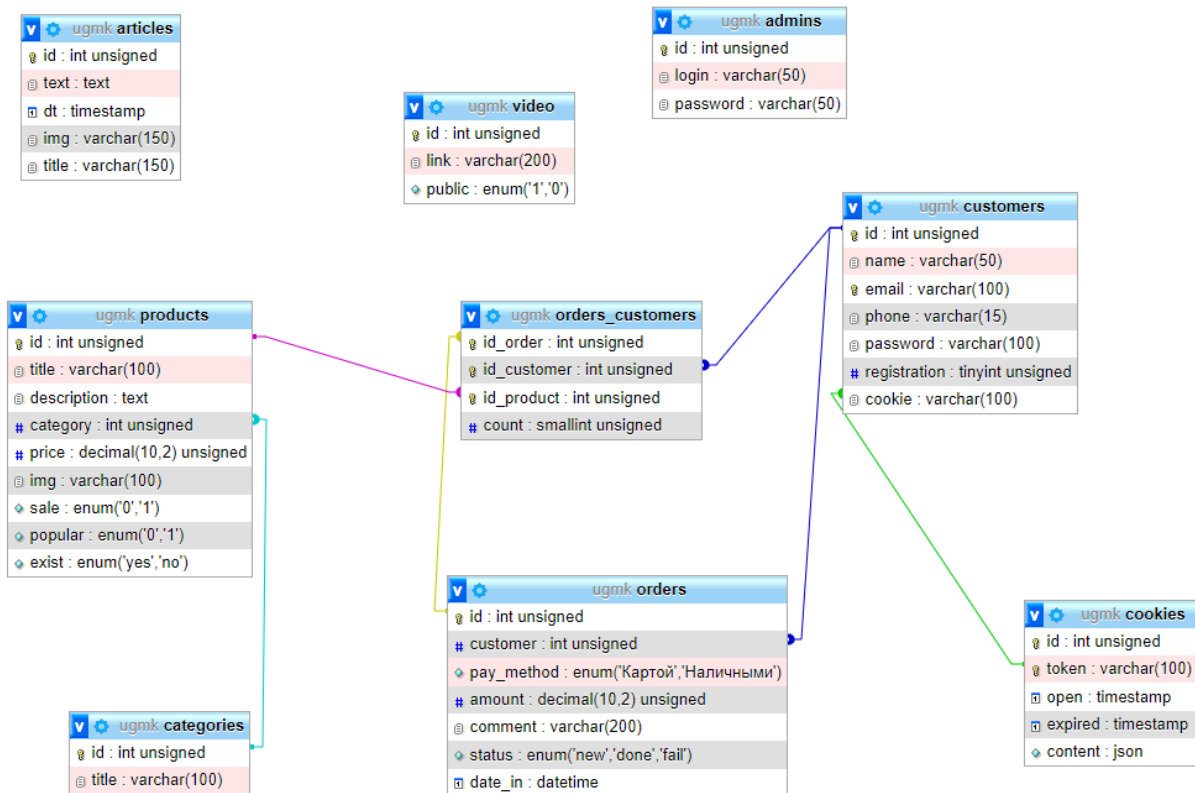 ugmk articles
id : int unsigned
text : text
dt : timestamp
img : varchar(150)
title : varchar(150)
ugmk admins
id : int unsigned
login : varchar(50)
password : varchar(50)
ugmk video
id : int unsigned
link : varchar(200)
public : enum('1','0')
ugmk customers
id : int unsigned
name : varchar(50)
email : varchar(100)
phone : varchar(15)
password : varchar(100)
# registration : tinyint unsigned
cookie : varchar(100)
ugmk products
id : int unsigned
title : varchar(100)
description : text
# category : int unsigned
# price : decimal(10,2) unsigned
img : varchar(100)
sale : enum('0','1')
popular : enum('0','1')
exist : enum('yes','no')
ugmk orders_customers
id_order : int unsigned
id_customer : int unsigned
id_product : int unsigned
# count : smallint unsigned
ugmk orders
id : int unsigned
# customer : int unsigned
pay_method : enum('Картой','Наличными')
# amount : decimal(10,2) unsigned
comment : varchar(200)
status : enum('new','done','fail')
date_in : datetime
ugmk cookies
id : int unsigned
token : varchar(100)
open : timestamp
expired : timestamp
content : json
ugmk categories
id : int unsigned
title : varchar(100)